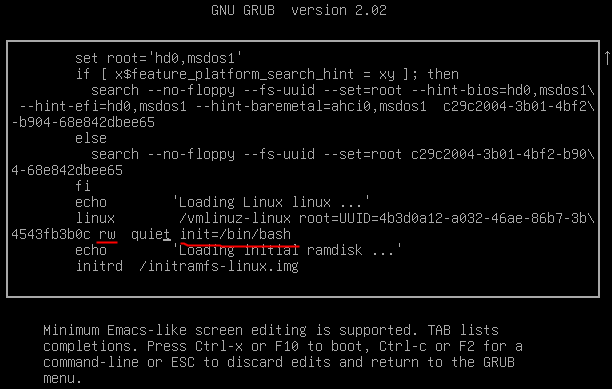 GNU GRUB  version 2.02
set root='hd0,msdos1'
if [ x$feature_platform_search_hint = xy ]; then
search --no-floppy --fs-uuid --set=root --hint-bios=hd0,msdos1\
--hint-efi=hd0,msdos1 --hint-baremetal=ahci0,msdos1  c29c2004-3b01-4bf2\
-b904-68e842dbee65
else
search --no-floppy --fs-uuid --set=root c29c2004-3b01-4bf2-b90\
4-68e842dbee65
fi
echo 'Loading Linux linux ...'
linux /vmlinuz-linux root=UUID=4b3d0a12-a032-46ae-86b7-3b\
4543fb3b0c rw  quiet init=/bin/bash
echo 'Loading initial ramdisk ...'
initrd  /initramfs-linux.img
Minimum Emacs-like screen editing is supported. TAB lists
completions. Press Ctrl-x or F10 to boot, Ctrl-c or F2 for a
command-line or ESC to discard edits and return to the GRUB
menu.